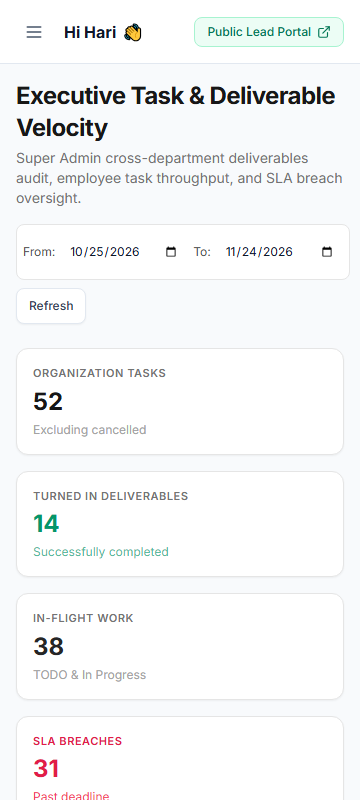 Hi Hari 👋
Public Lead Portal
Executive Task & Deliverable
Velocity
Super Admin cross-department deliverables
audit, employee task throughput, and SLA breach
oversight.
From: 10/25/2026 To: 11/24/2026
Refresh
ORGANIZATION TASKS
52
Excluding cancelled
TURNED IN DELIVERABLES
14
Successfully completed
IN-FLIGHT WORK
38
TODO & In Progress
SLA BREACHES
31
Past deadline